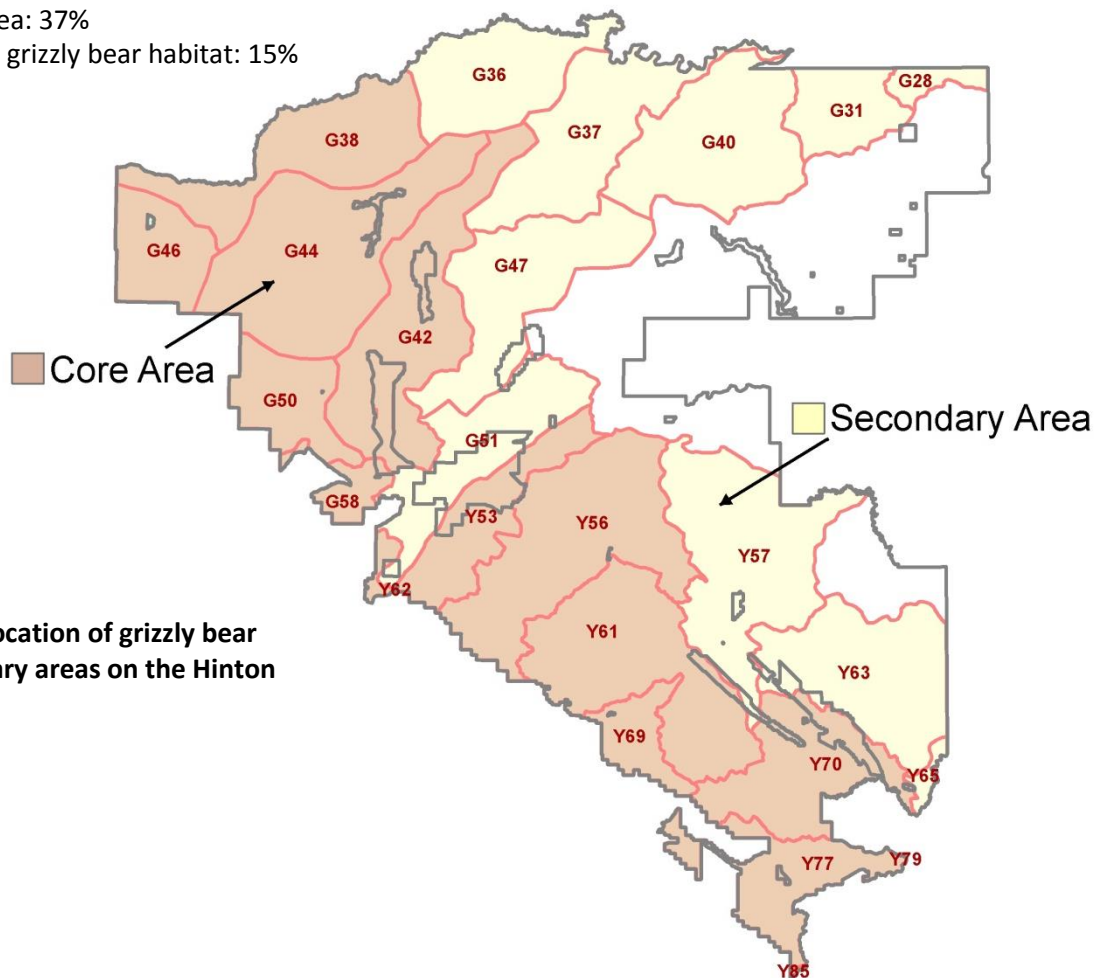 ea: 37%
grizzly bear habitat: 15%
G36
G28
G31
G37
G40
G38
G46
G44
G47
G42
Core Area
G50
Secondary Area
G51
G58
Y53
Y56
Y57
Y62
Y61
ocation of grizzly bear
ary areas on the Hinton
Y63
Y69
Y70
Y65
Y77
Y79
Y85